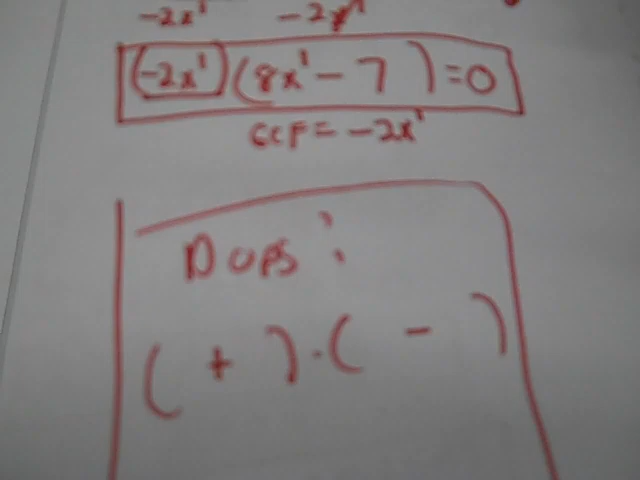 -2x¹ -2x¹
(-2x¹)(8x¹-7)=0
GCF=-2x¹
DOPS:
( + )·( - )